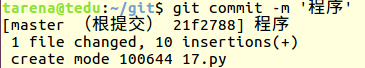 tarena@tedu:~/git$ git commit -m '程序'
[master （根提交） 21f2788] 程序
1 file changed, 10 insertions(+)
create mode 100644 17.py